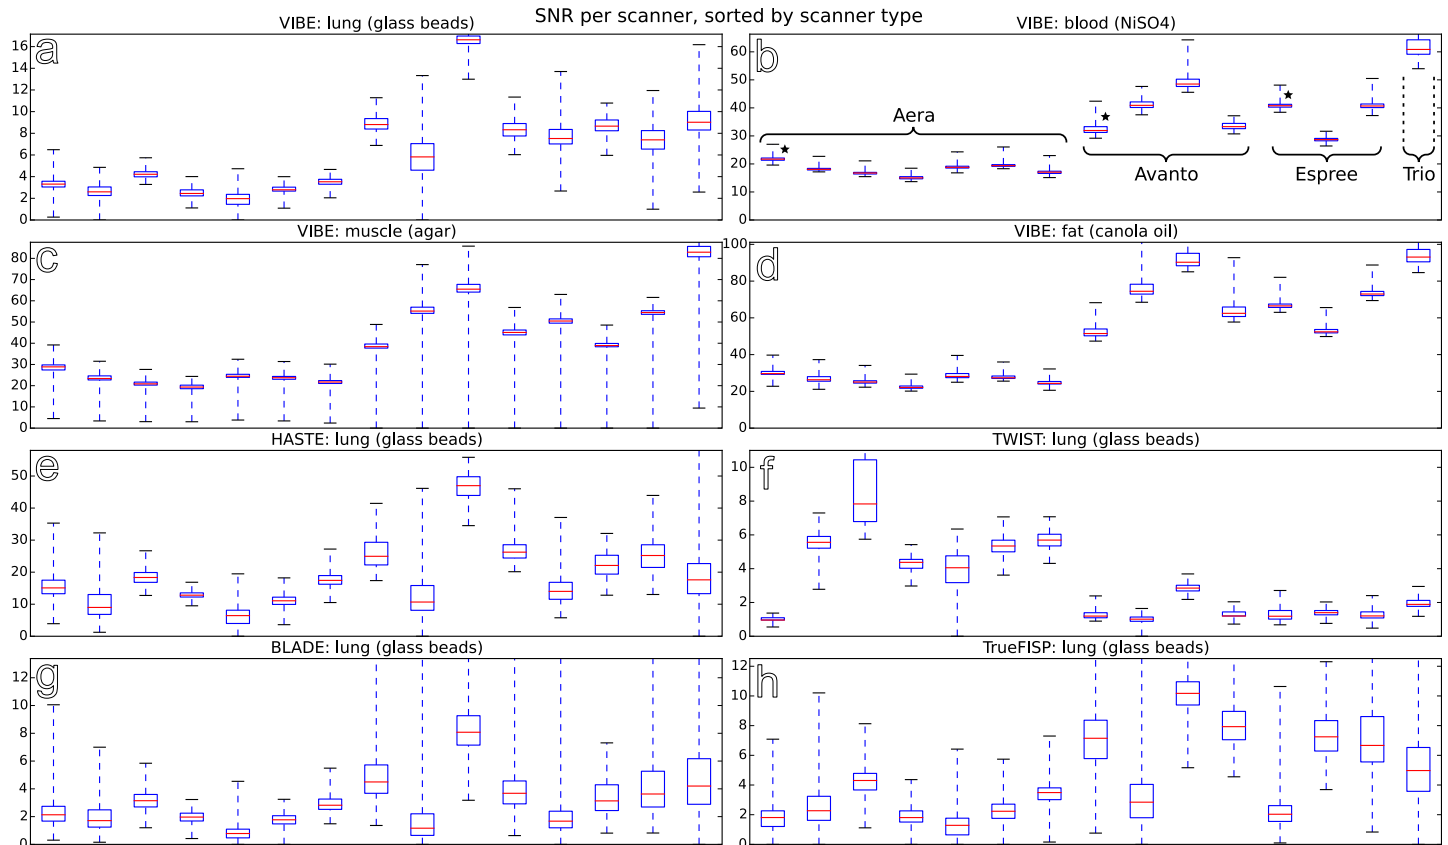 SNR per scanner, sorted by scanner type
VIBE: lung (glass beads)
VIBE: blood (NiSO4)
a
16
14
12
10
8
6
4
2
0
b
60
50
40
30
20
10
0
Aera
Avanto
Espree
Trio
VIBE: muscle (agar)
VIBE: fat (canola oil)
c
80
70
60
50
40
30
20
10
0
d
100
80
60
40
20
0
HASTE: lung (glass beads)
TWIST: lung (glass beads)
e
50
40
30
20
10
0
f
10
8
6
4
2
0
BLADE: lung (glass beads)
TrueFISP: lung (glass beads)
g
12
10
8
6
4
2
0
h
12
10
8
6
4
2
0